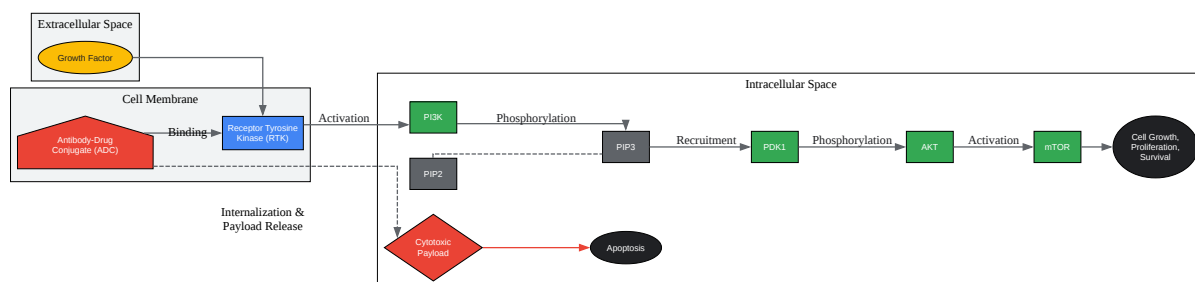 Extracellular Space
Growth Factor
Cell Membrane
Antibody-Drug
Conjugate (ADC)
Binding
Receptor Tyrosine
Kinase (RTK)
Activation
Internalization &
Payload Release
Intracellular Space
PI3K
Phosphorylation
PIP2
PIP3
Recruitment
PDK1
Phosphorylation
AKT
Activation
mTOR
Cell Growth,
Proliferation,
Survival
Cytotoxic
Payload
Apoptosis